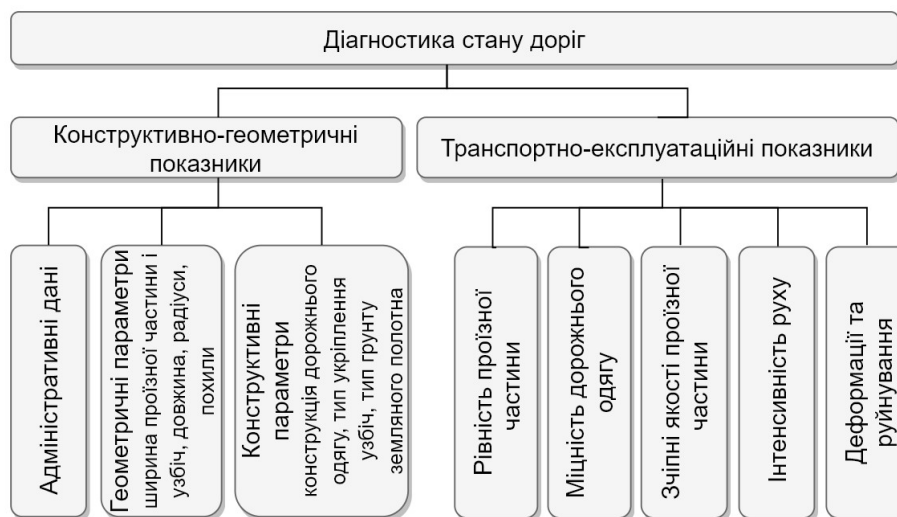 Діагностика стану доріг
Конструктивно-геометричні
показники
Транспортно-експлуатаційні показники
Адміністративні дані
Геометричні параметри
ширина проїзної частини і
узбіч, довжина, радіуси,
похили
Конструктивні
параметри
конструкція дорожнього
одягу, тип укріплення
узбіч, тип грунту
земляного полотна
Рівність проїзної
частини
Міцність дорожнього
одягу
Зчіпні якості проїзної
частини
Інтенсивність руху
Деформації та
руйнування